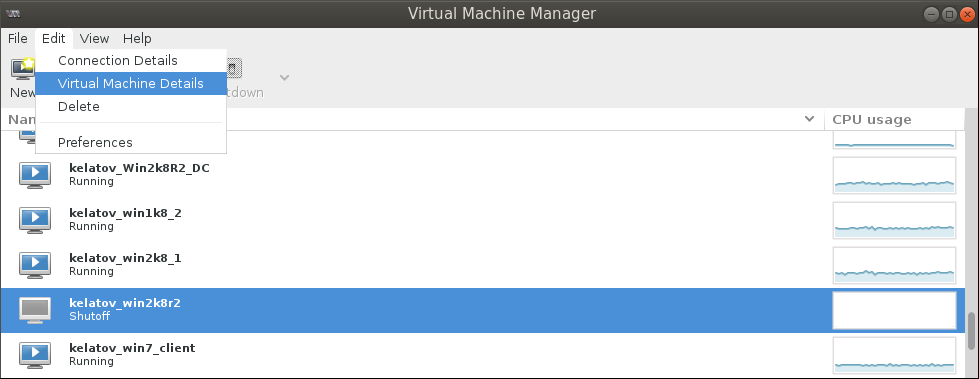 Virtual Machine Manager
File Edit View Help
Connection Details
Virtual Machine Details
Delete
Preferences
New
tdown
Nan
CPU usage
kelatov_Win2k8R2_DC
Running
kelatov_win1k8_2
Running
kelatov_win2k8_1
Running
kelatov_win2k8r2
Shutoff
kelatov_win7_client
Running